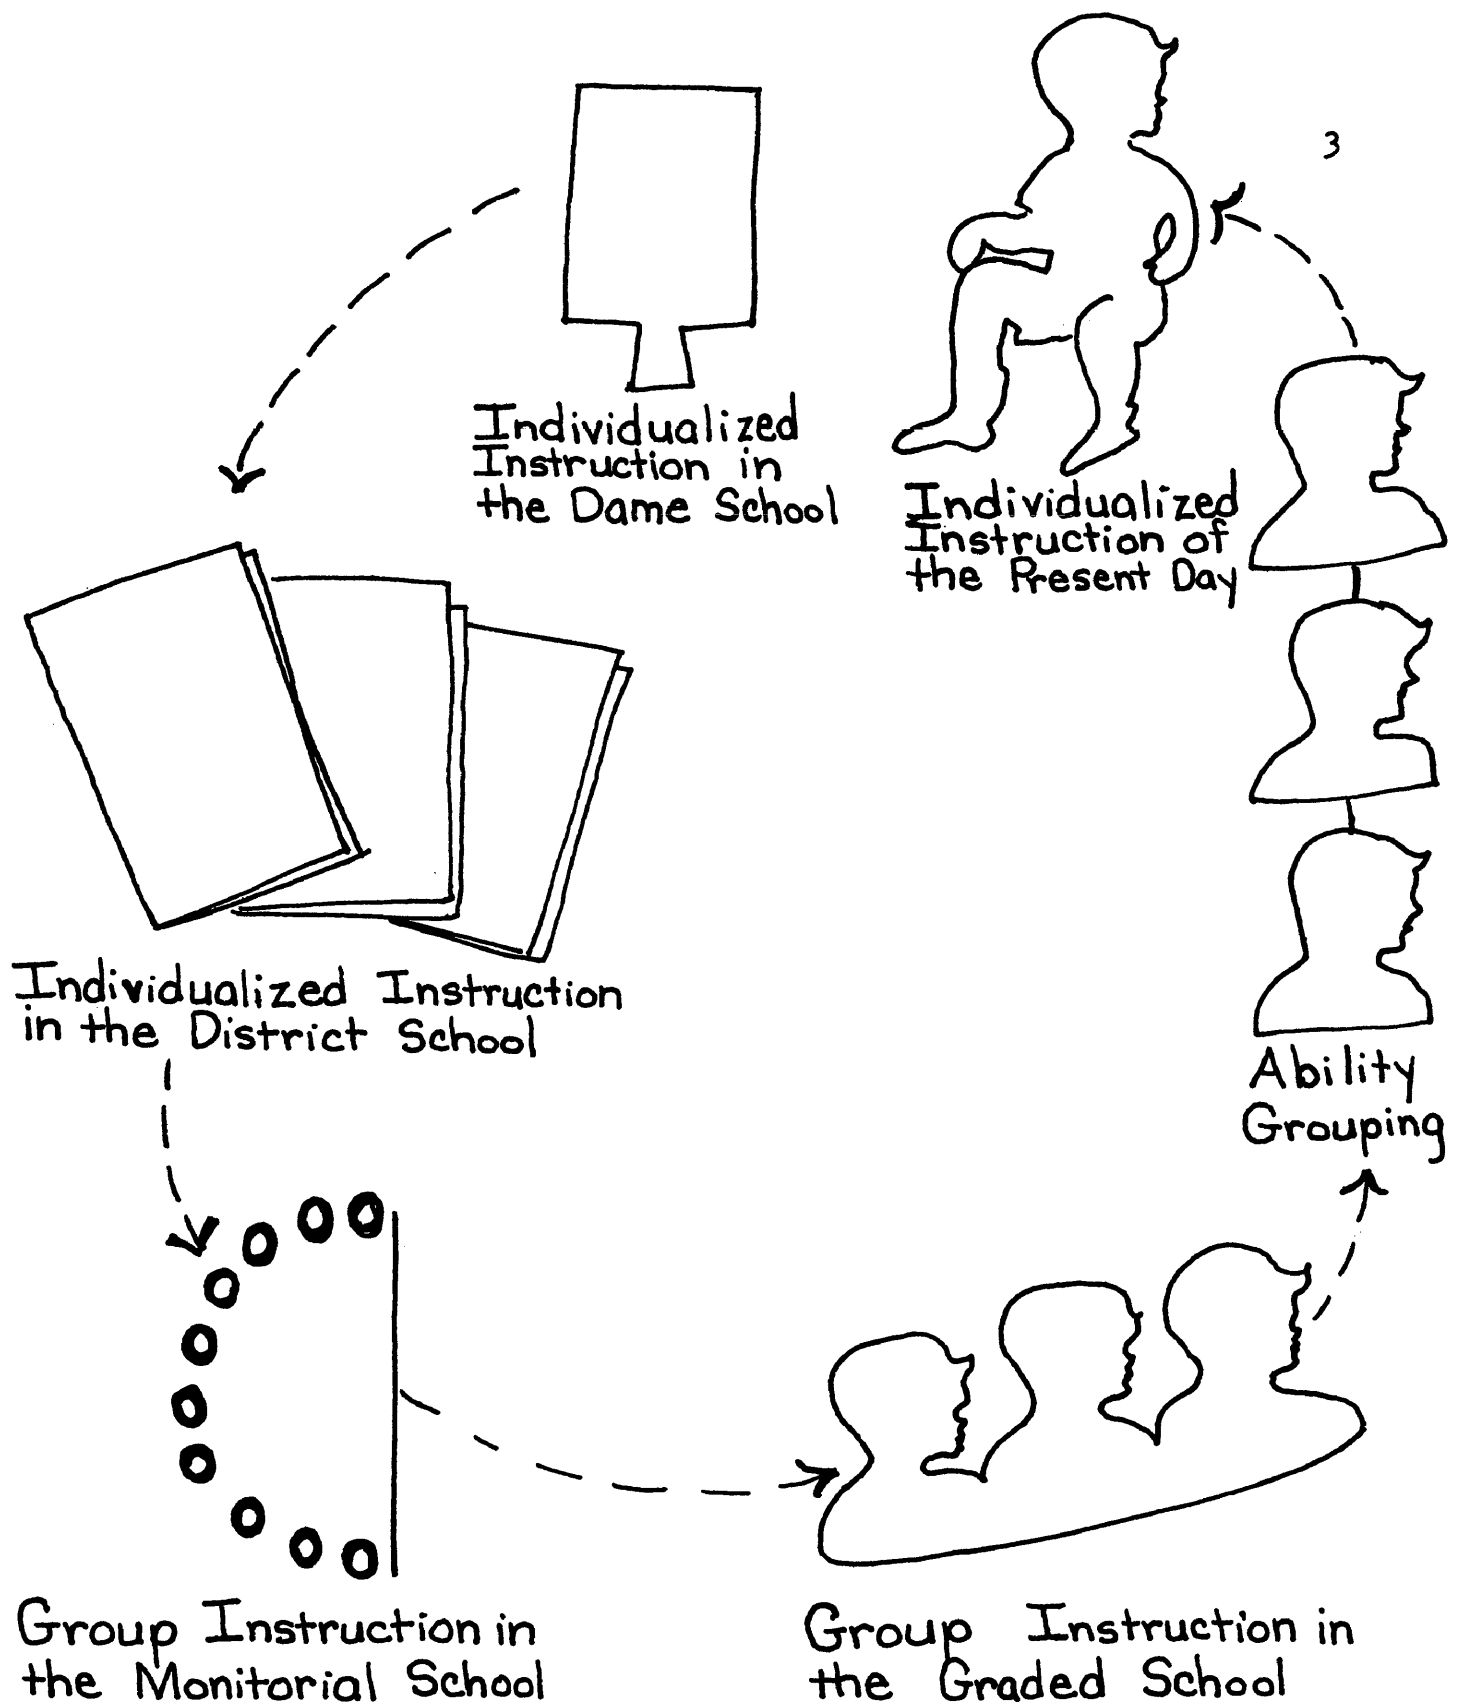 3
Individualized
Instruction in
the Dame School
Individualized
Instruction of
the Present Day
Individualized Instruction
in the District School
Ability
Grouping
Group Instruction in
the Monitorial School
Group Instruction in
the Graded School